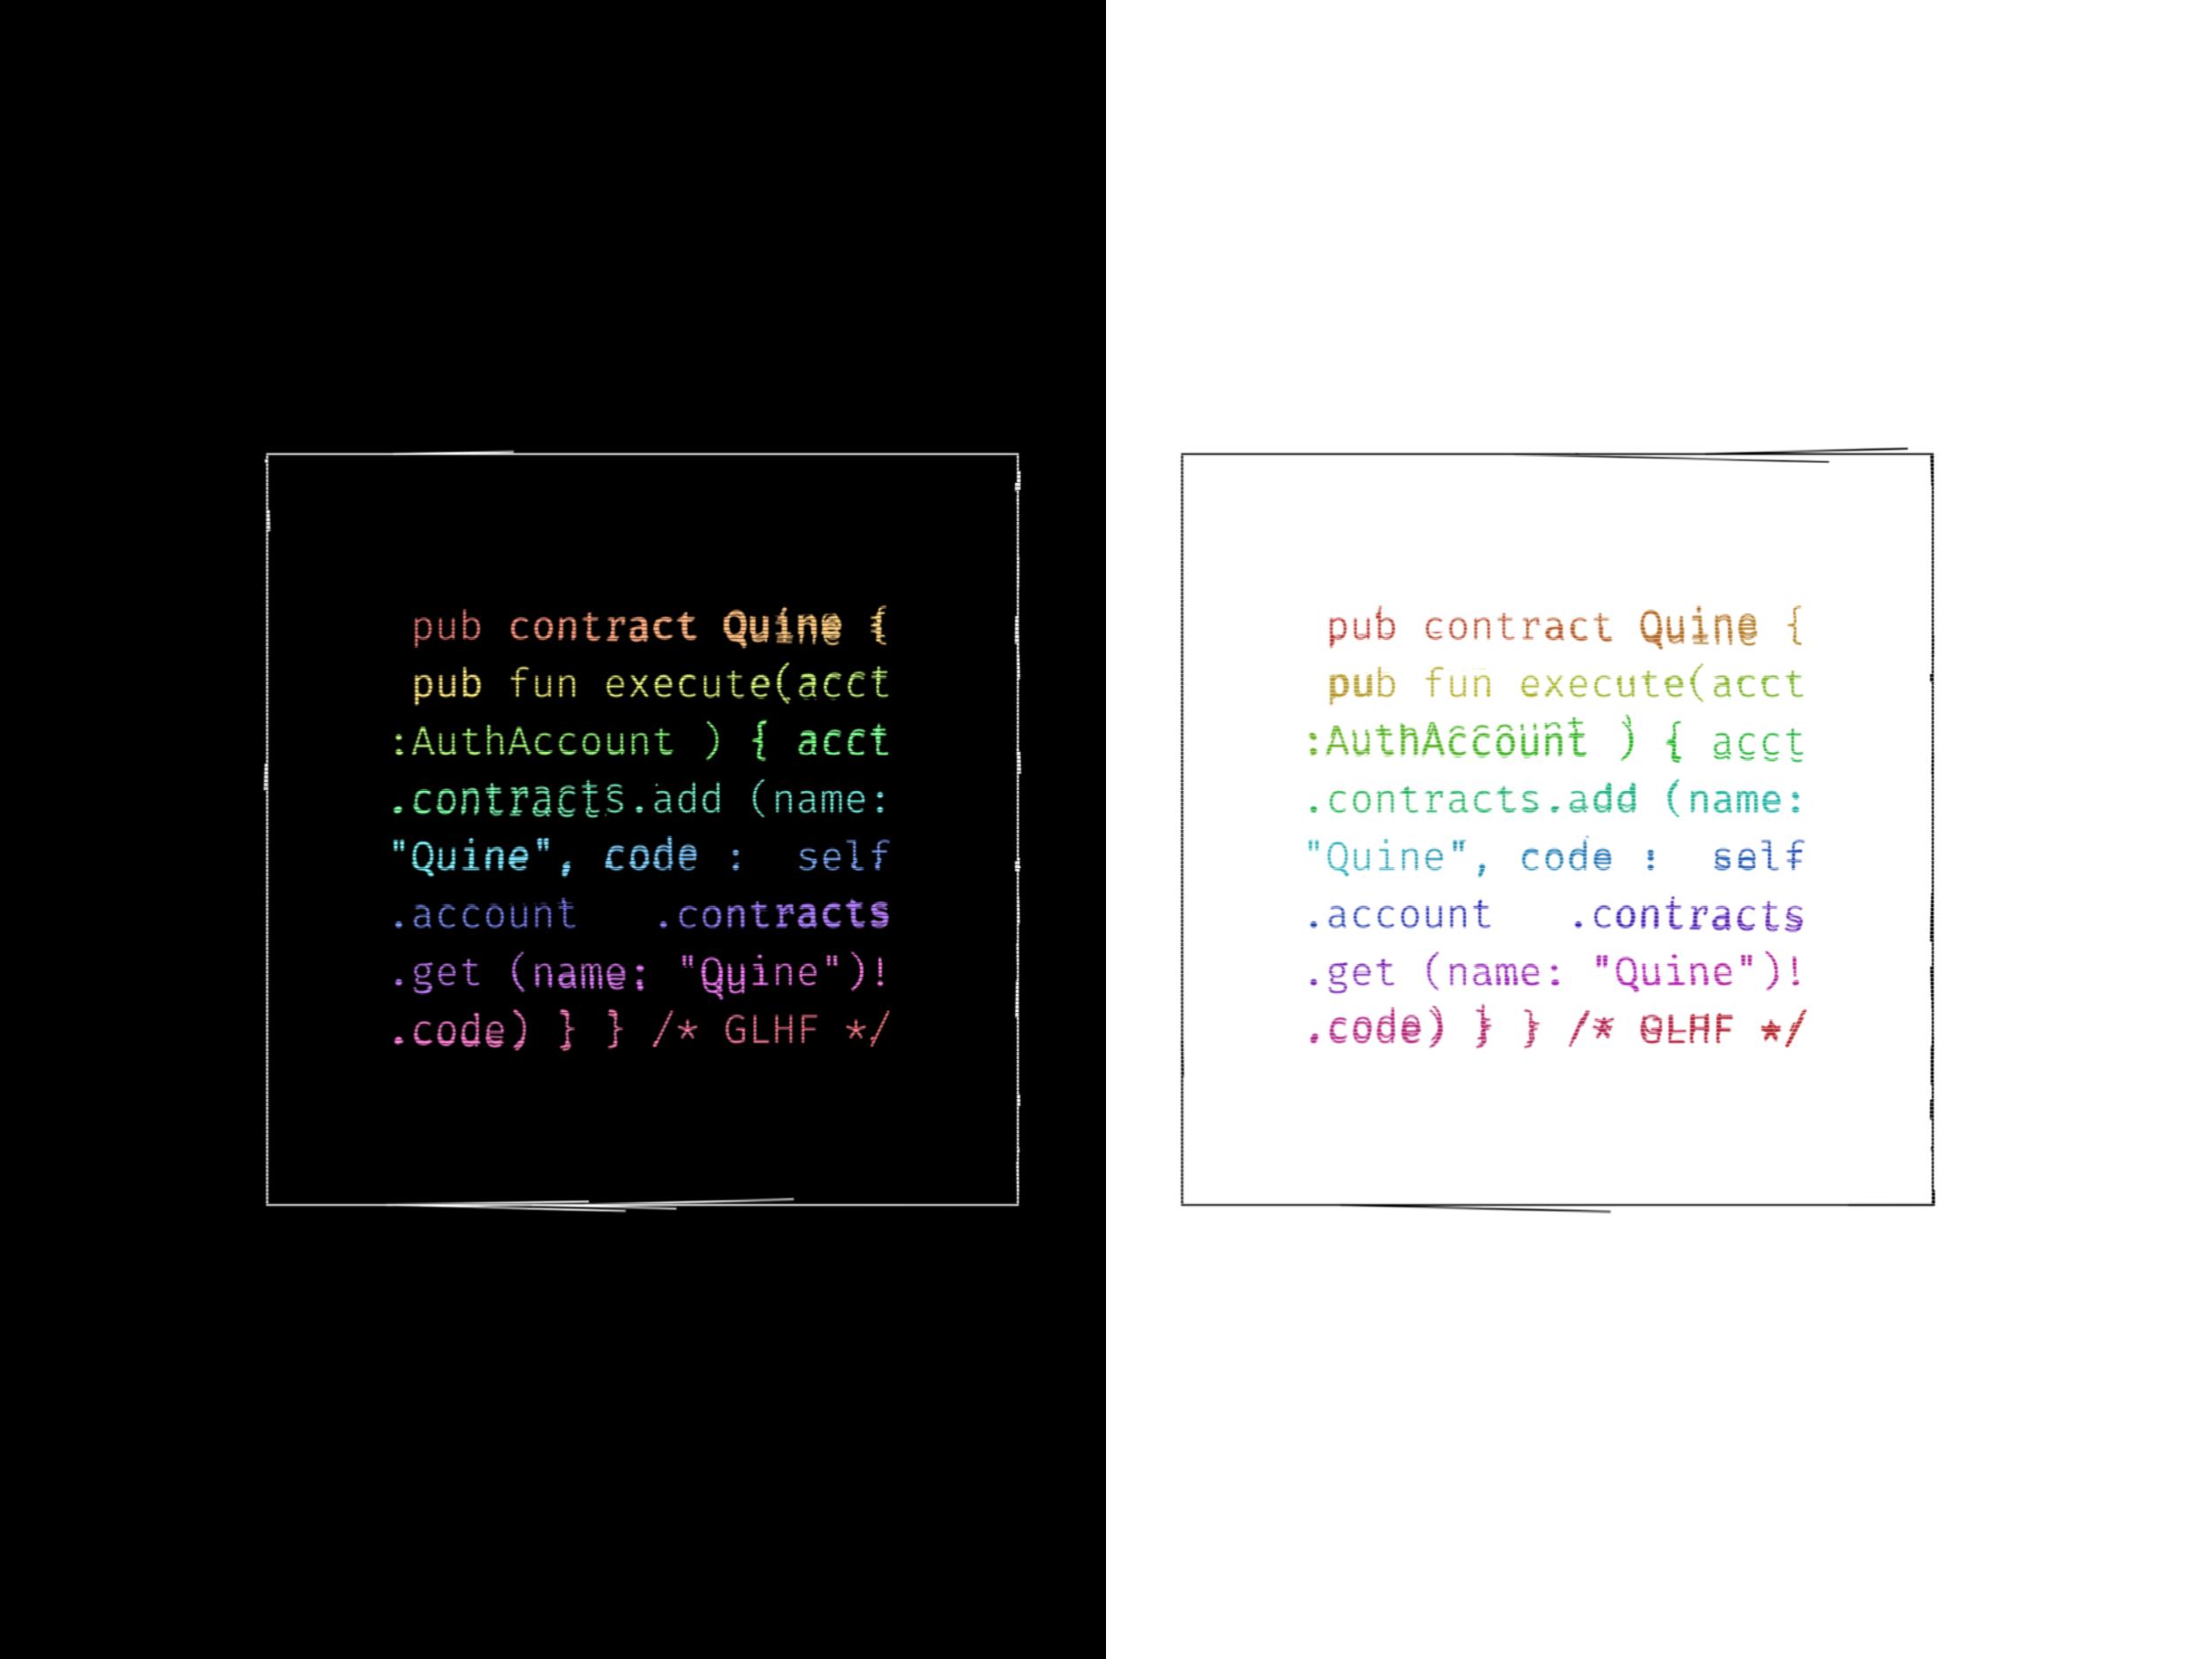 pub contract Quine {
pub fun execute(acct
:AuthAccount ) { acct
.contracts.add (name:
"Quine", code :  self
.account   .contracts
.get (name: "Quine")!
.code) } } /* GLHF */
pub contract Quine {
pub fun execute(acct
:AuthAccount ) { acct
.contracts.add (name:
"Quine", code :  self
.account   .contracts
.get (name: "Quine")!
.code) } } /* GLHF */